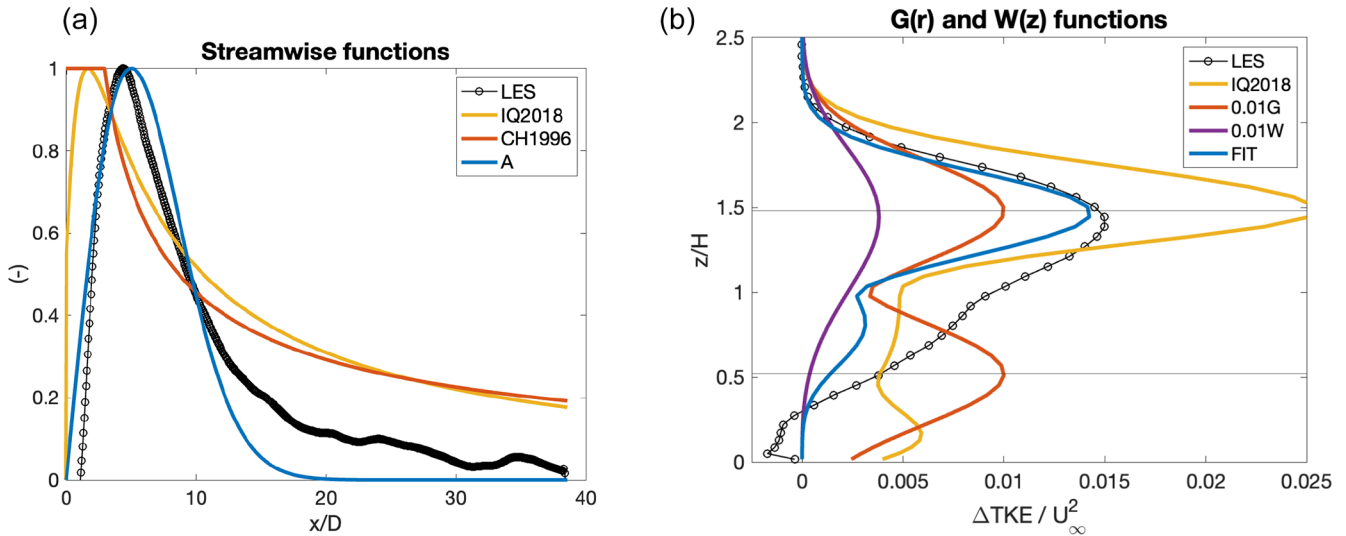 (a)
Streamwise functions
1
0.8
0.6
0.4
0.2
0
(-)
0 10 20 30 40
x/D
LES
IQ2018
CH1996
A
(b)
G(r) and W(z) functions
2.5
2
1.5
1
0.5
0
z/H
0 0.005 0.01 0.015 0.02 0.025
ΔTKE / U²∞
LES
IQ2018
0.01G
0.01W
FIT